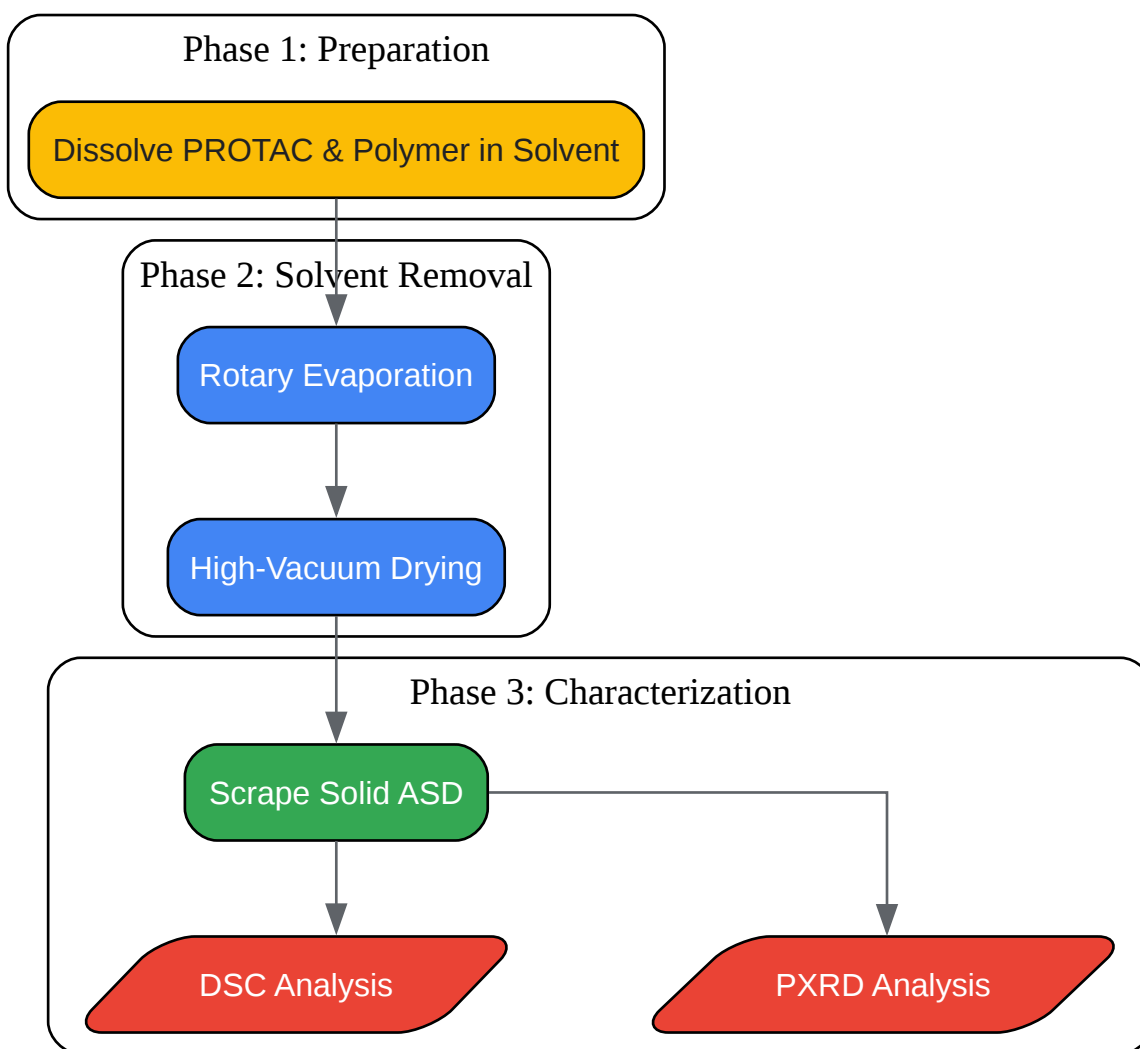 Phase 1: Preparation
Dissolve PROTAC & Polymer in Solvent
Phase 2: Solvent Removal
Rotary Evaporation
High-Vacuum Drying
Phase 3: Characterization
Scrape Solid ASD
DSC Analysis
PXRD Analysis